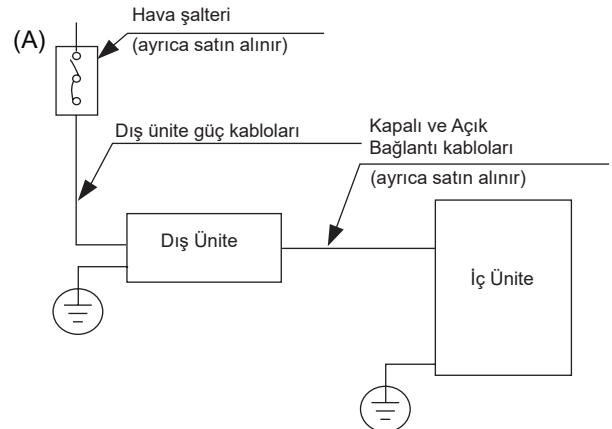 (A)
Hava şalteri
(ayrıca satın alınır)
Dış ünite güç kabloları
Kapalı ve Açık
Bağlantı kabloları
(ayrıca satın alınır)
Dış Ünite
İç Ünite